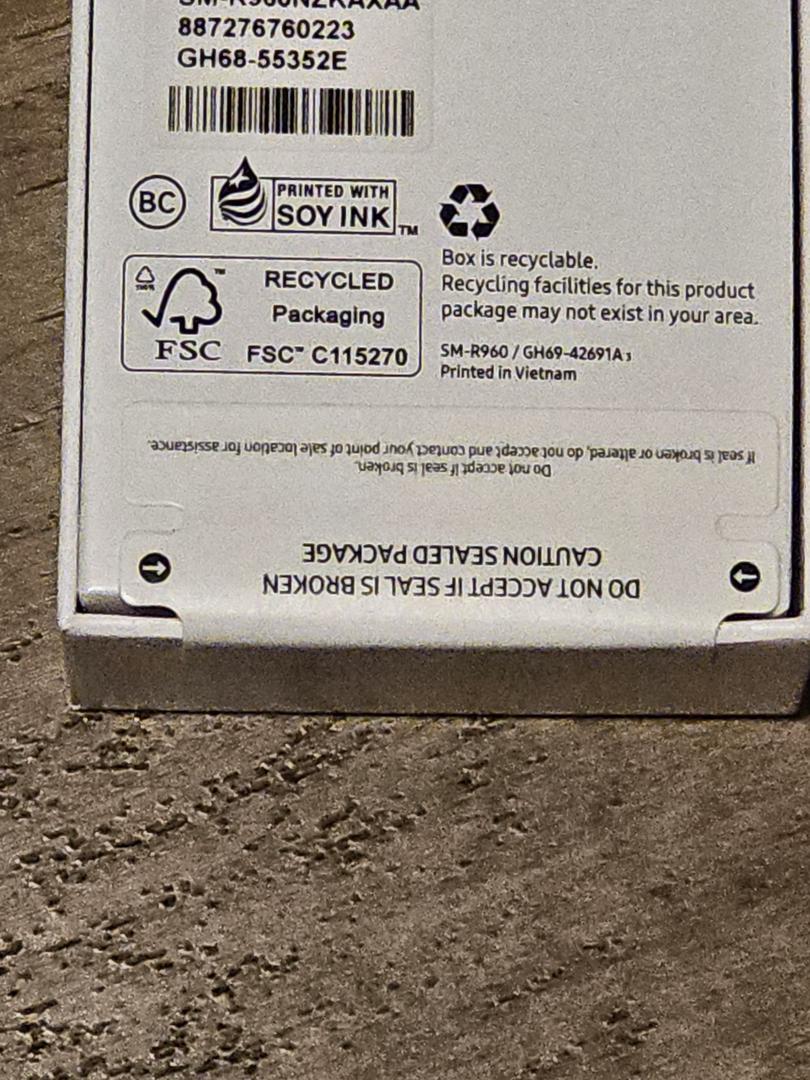 SM-R960NZKAXAA
887276760223
GH68-55352E
BC
PRINTED WITH
SOY INK
TM
Box is recyclable.
Recycling facilities for this product
package may not exist in your area.
RECYCLED
Packaging
FSC
FSC™ C115270
SM-R960 / GH69-42691A
Printed in Vietnam
DO NOT ACCEPT IF SEAL IS BROKEN
CAUTION SEALED PACKAGE
Do not accept if seal is broken.
If seal is broken or altered, do not accept and contact your point of sale location for assistance.